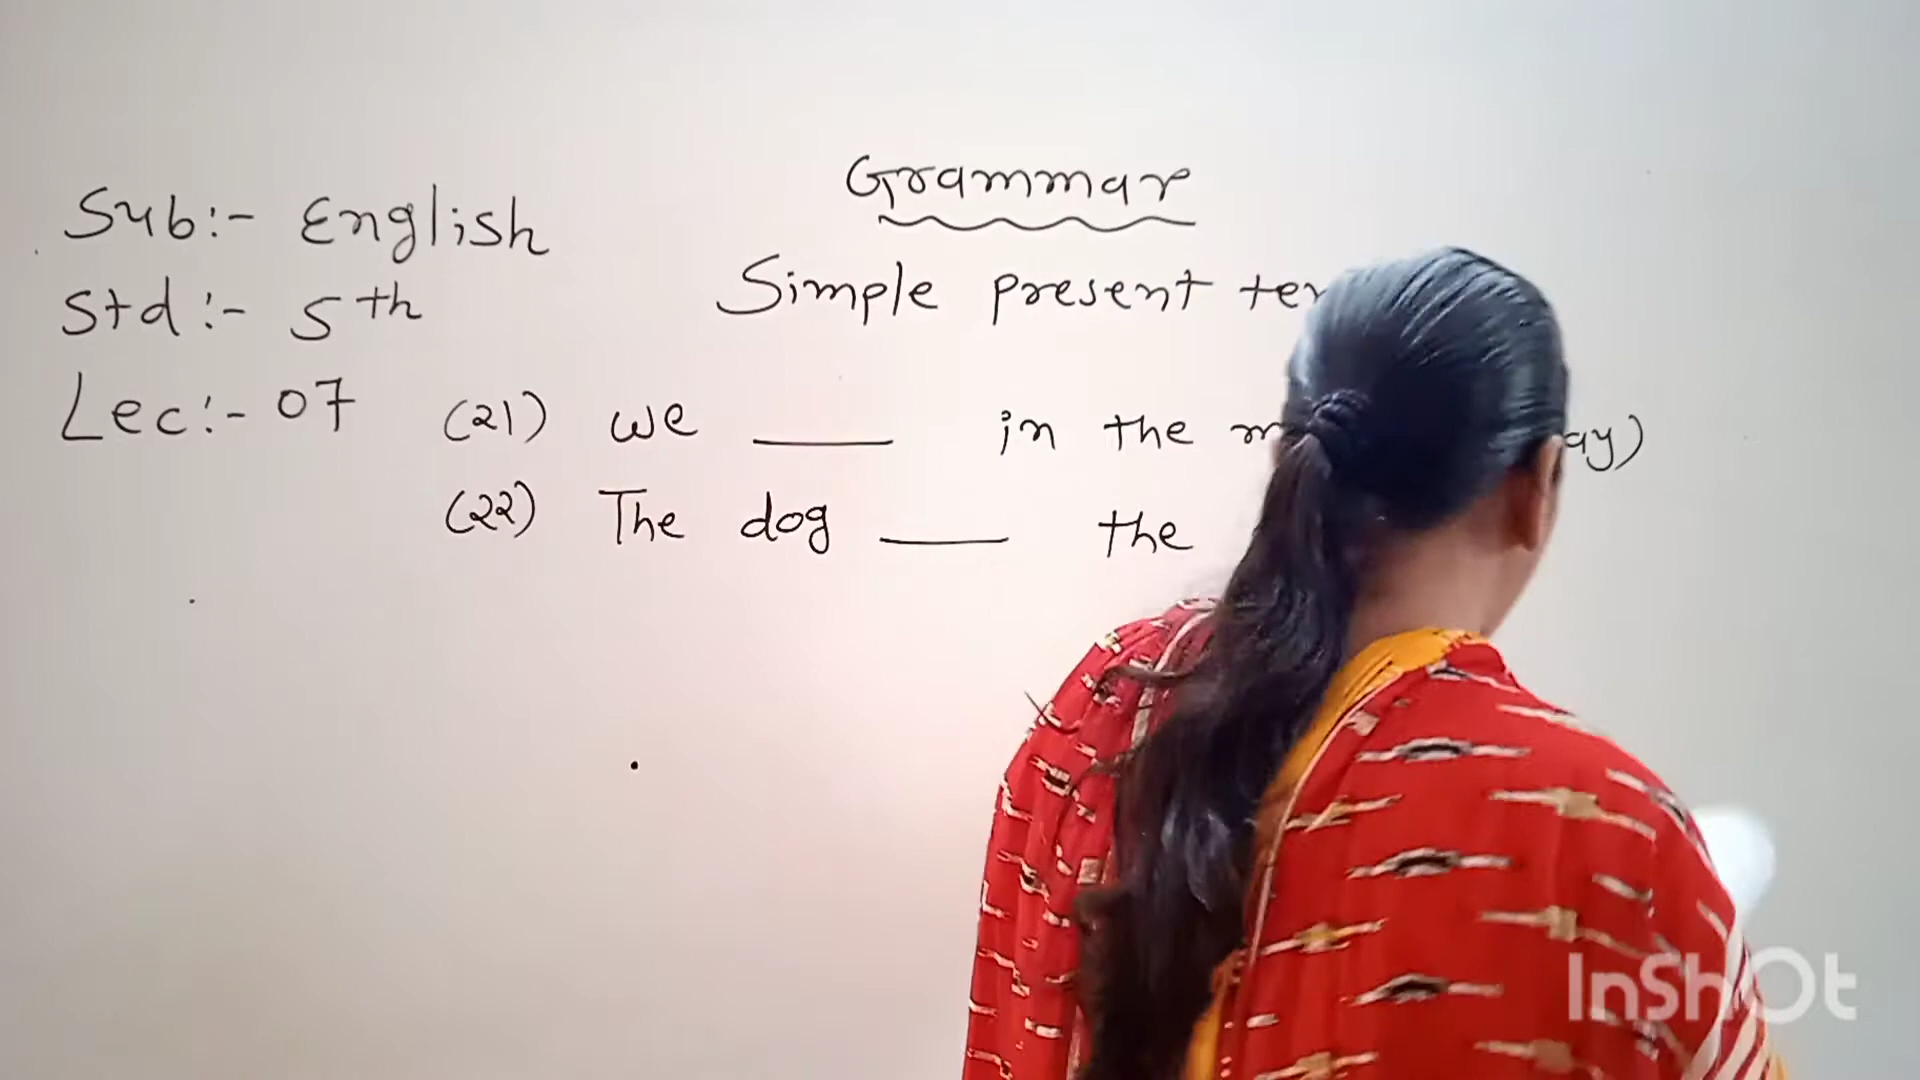 Grammar
Sub:- English
Simple present
Std:- 5th
Lec:- 07
(21) we ____ in the
(22) The dog ____ the
InShOt